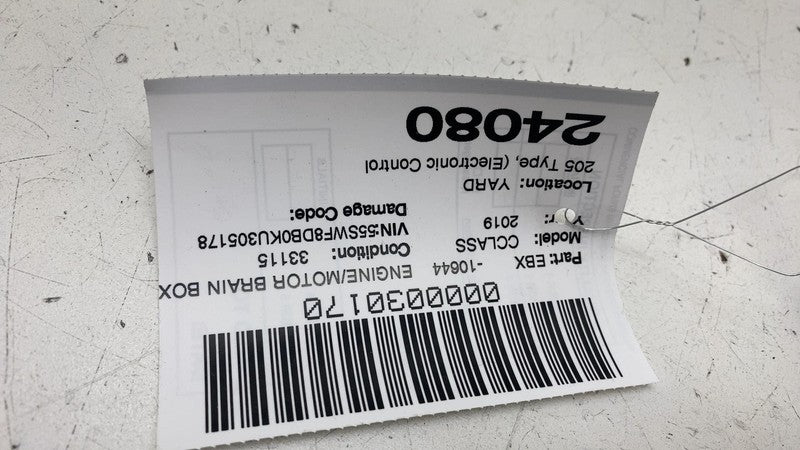 0000030170
Part: EBX -10644 ENGINE/MOTOR BRAIN BOX
Model: CCLASS Condition: 33115
Year: 2019 VIN:55SWF8DB0KU305178
Location: YARD Damage Code:
205 Type, (Electronic Control
24080